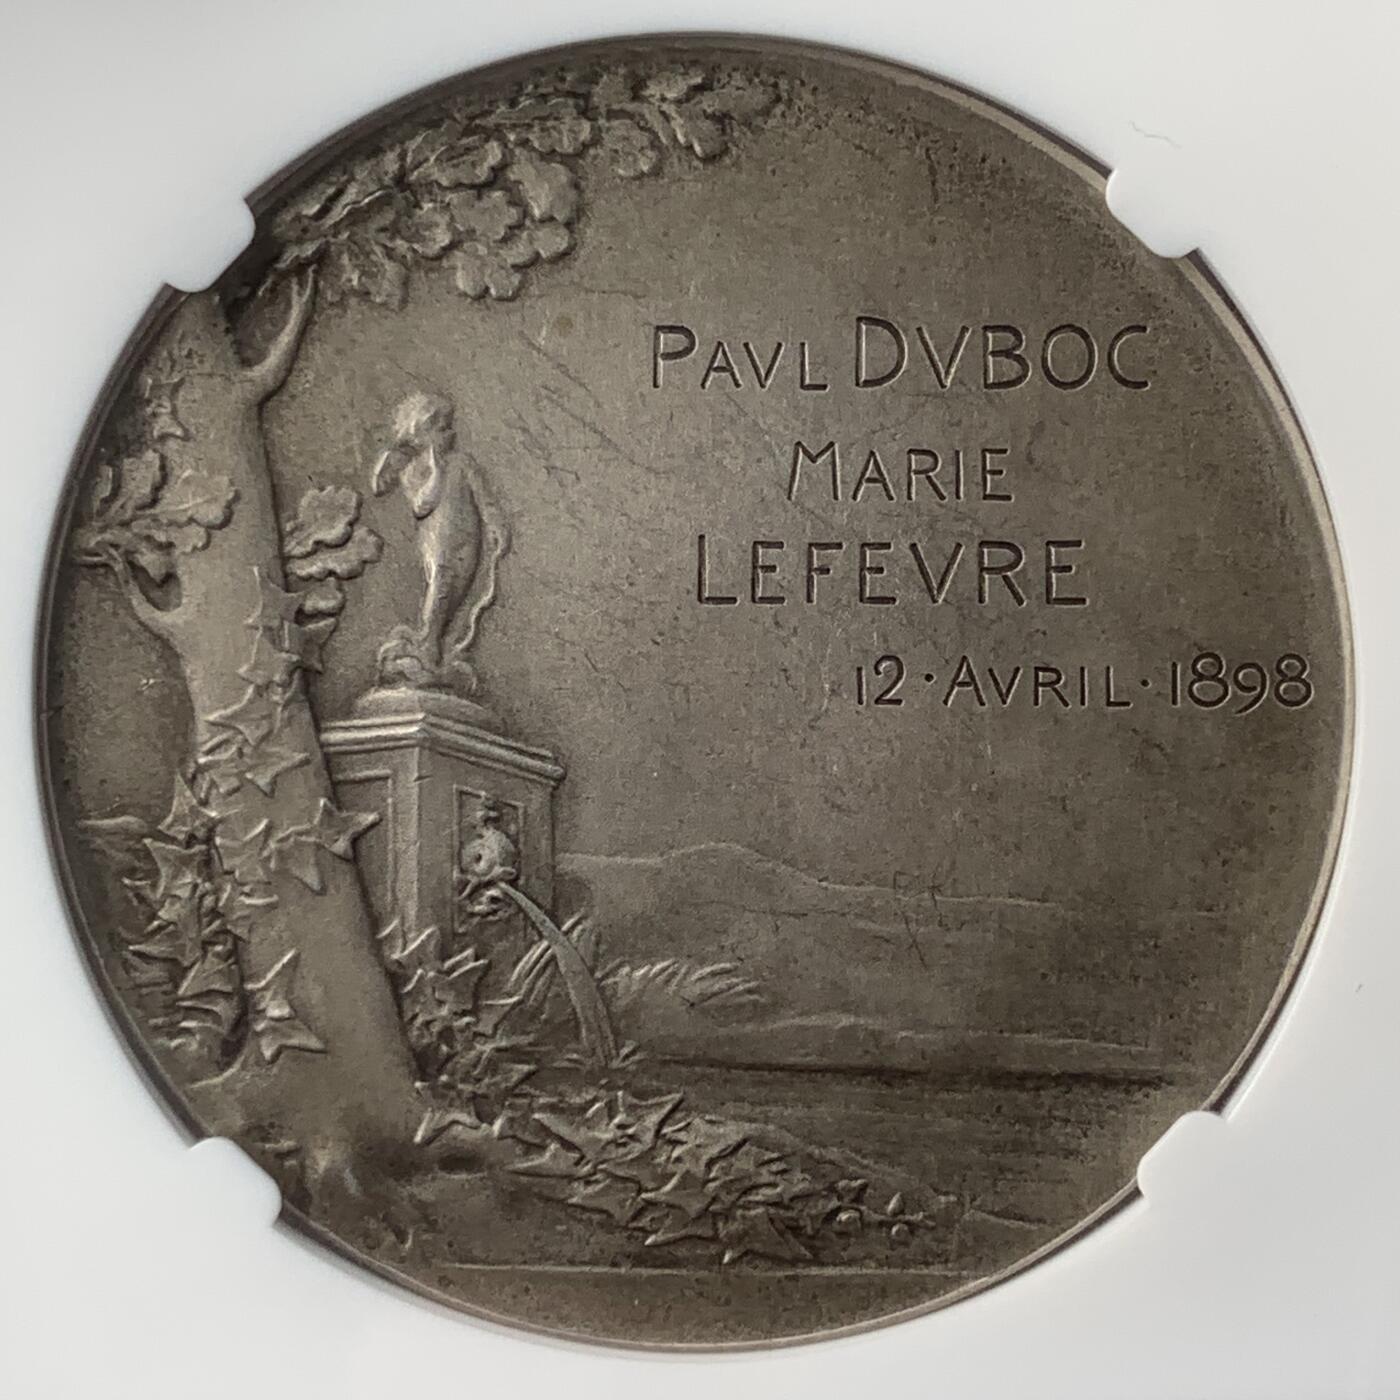 PAVL DVBOC
MARIE
LEFEVRE
12·AVRIL·1898